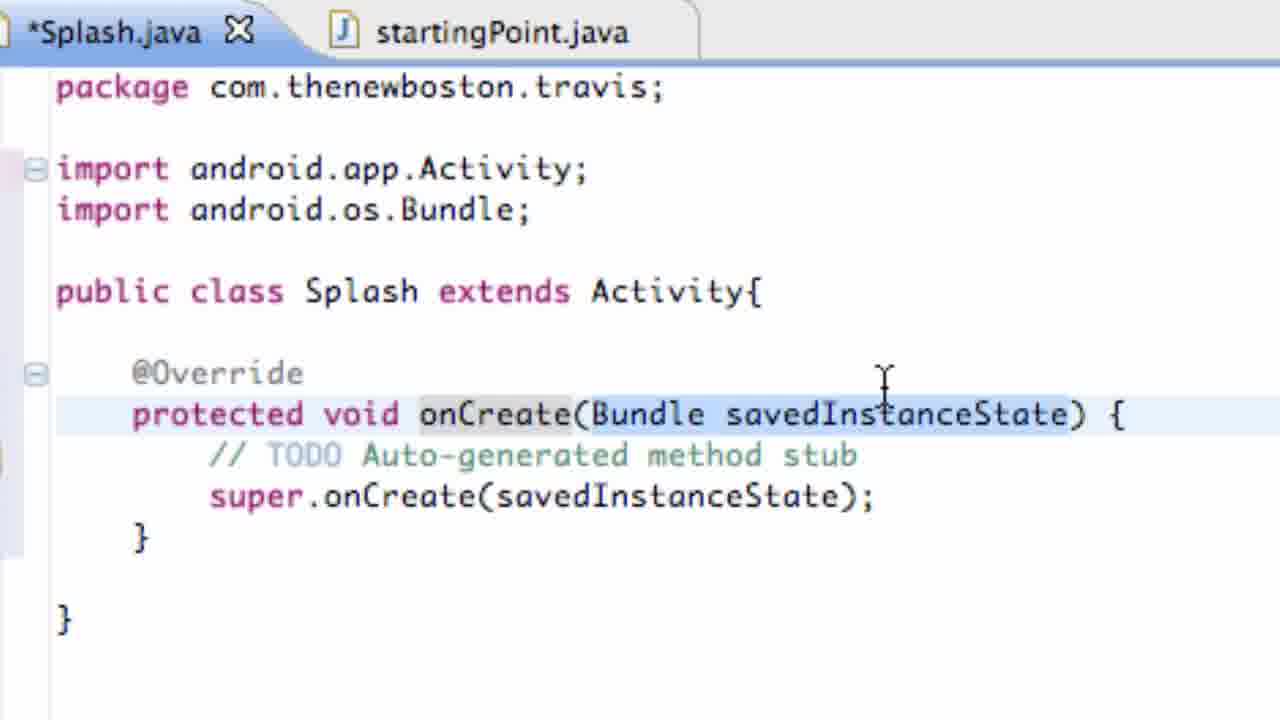 *Splash.java startingPoint.java
package com.thenewboston.travis;
import android.app.Activity;
import android.os.Bundle;
public class Splash extends Activity{
@Override
protected void onCreate(Bundle savedInstanceState) {
// TODO Auto-generated method stub
super.onCreate(savedInstanceState);
}
}